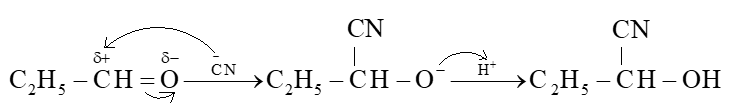 CN CN
δ+ δ− −CN
C₂H₅ – CH = O → C₂H₅ – CH – O⁻ H⁺ → C₂H₅ – CH – OH